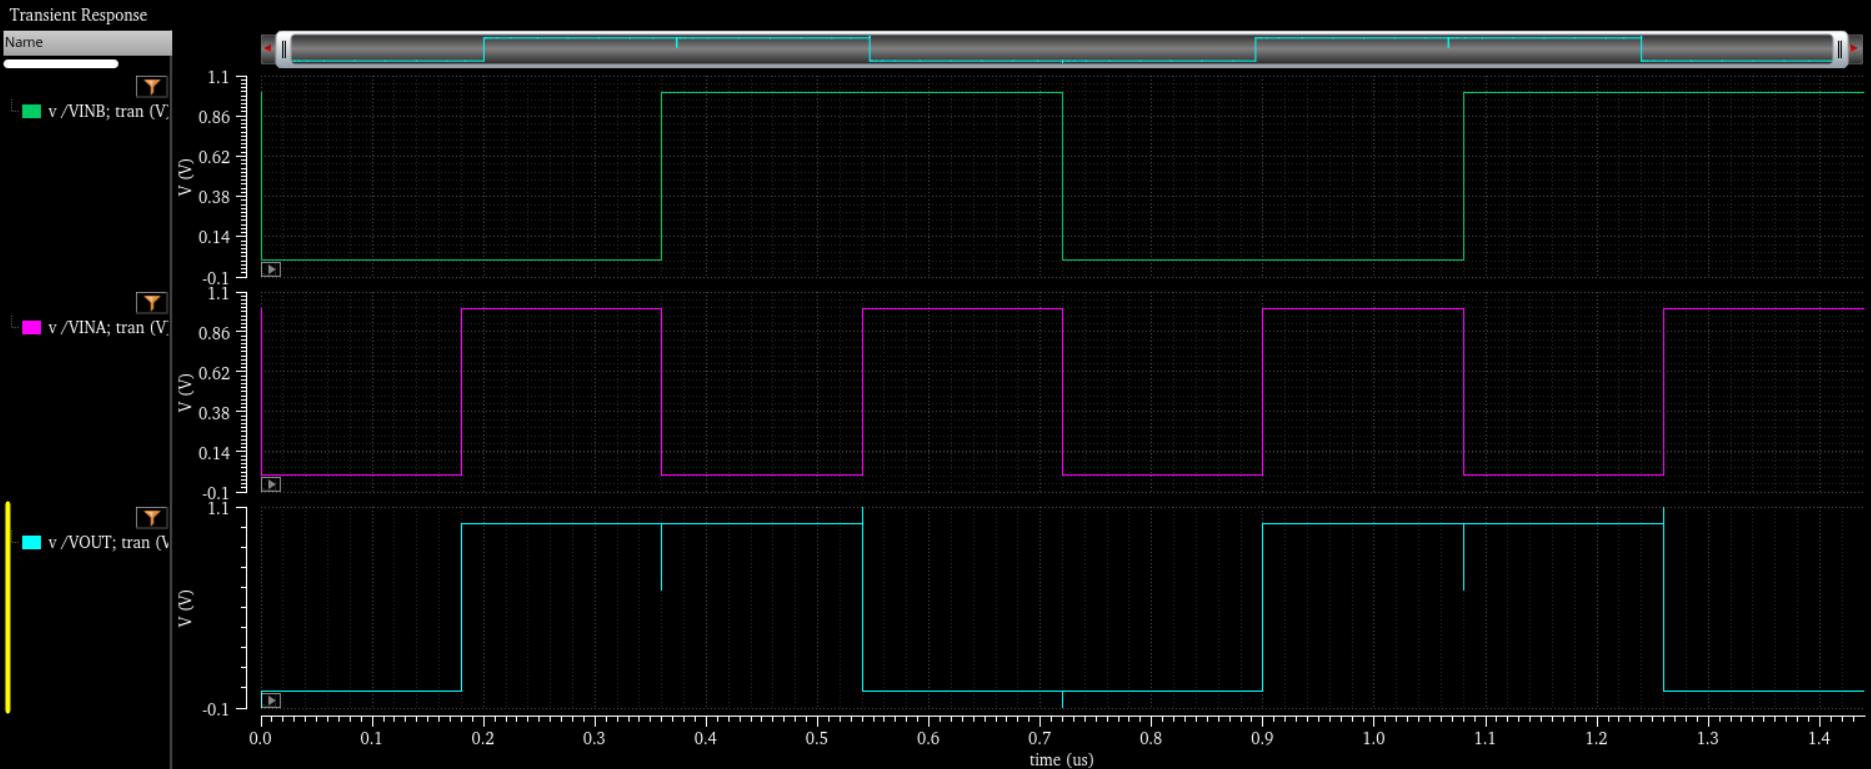 Transient Response
Name
v /VINB; tran (V)
1.1
0.86
0.62
0.38
0.14
-0.1
V (V)
v /VINA; tran (V)
1.1
0.86
0.62
0.38
0.14
-0.1
V (V)
v /VOUT; tran (V
1.1
-0.1
V (V)
0.0 0.1 0.2 0.3 0.4 0.5 0.6 0.7 0.8 0.9 1.0 1.1 1.2 1.3 1.4
time (us)